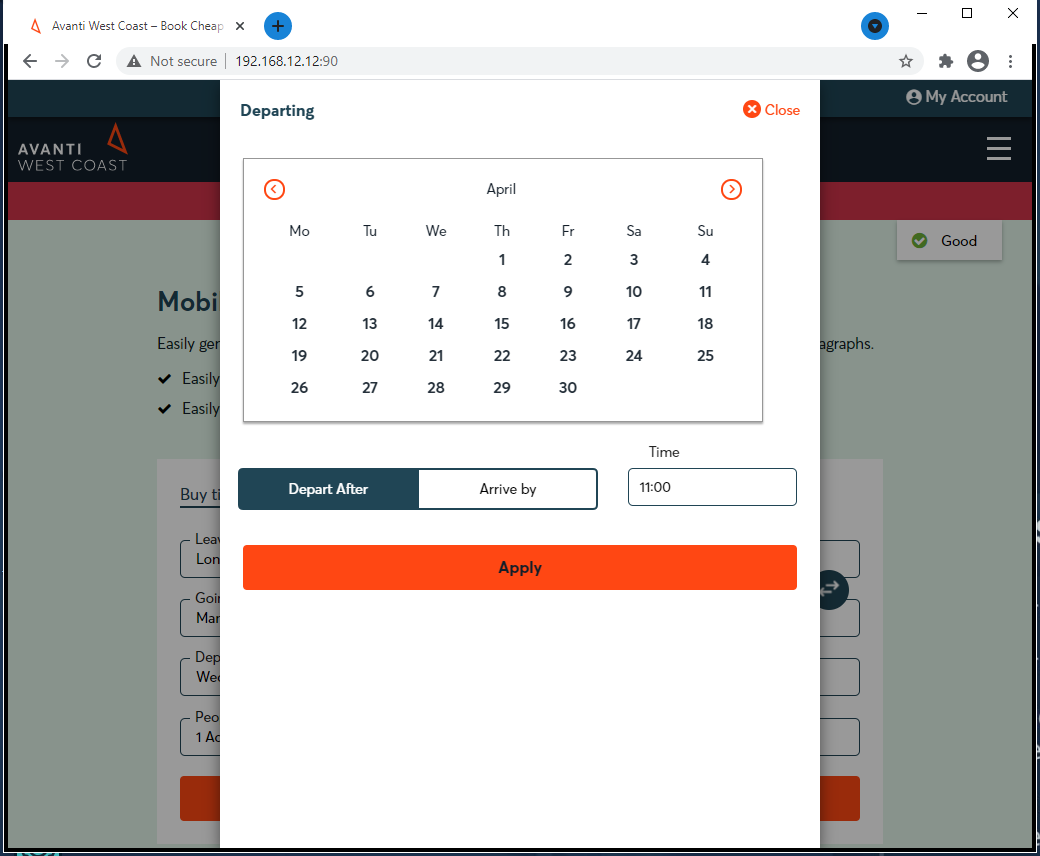 Avanti West Coast – Book Cheap
Not secure 192.168.12.12:90
My Account
AVANTI
WEST COAST
Good
Departing
Close
April
Mo Tu We Th Fr Sa Su
1 2 3 4
5 6 7 8 9 10 11
12 13 14 15 16 17 18
19 20 21 22 23 24 25
26 27 28 29 30
Time
Depart After Arrive by 11:00
Apply
Mobi
Easily ger
agraphs.
Easily
Easily
Buy ti
Leav
Lon
Goin
Man
Dep
Wed
Peo
1 Ad